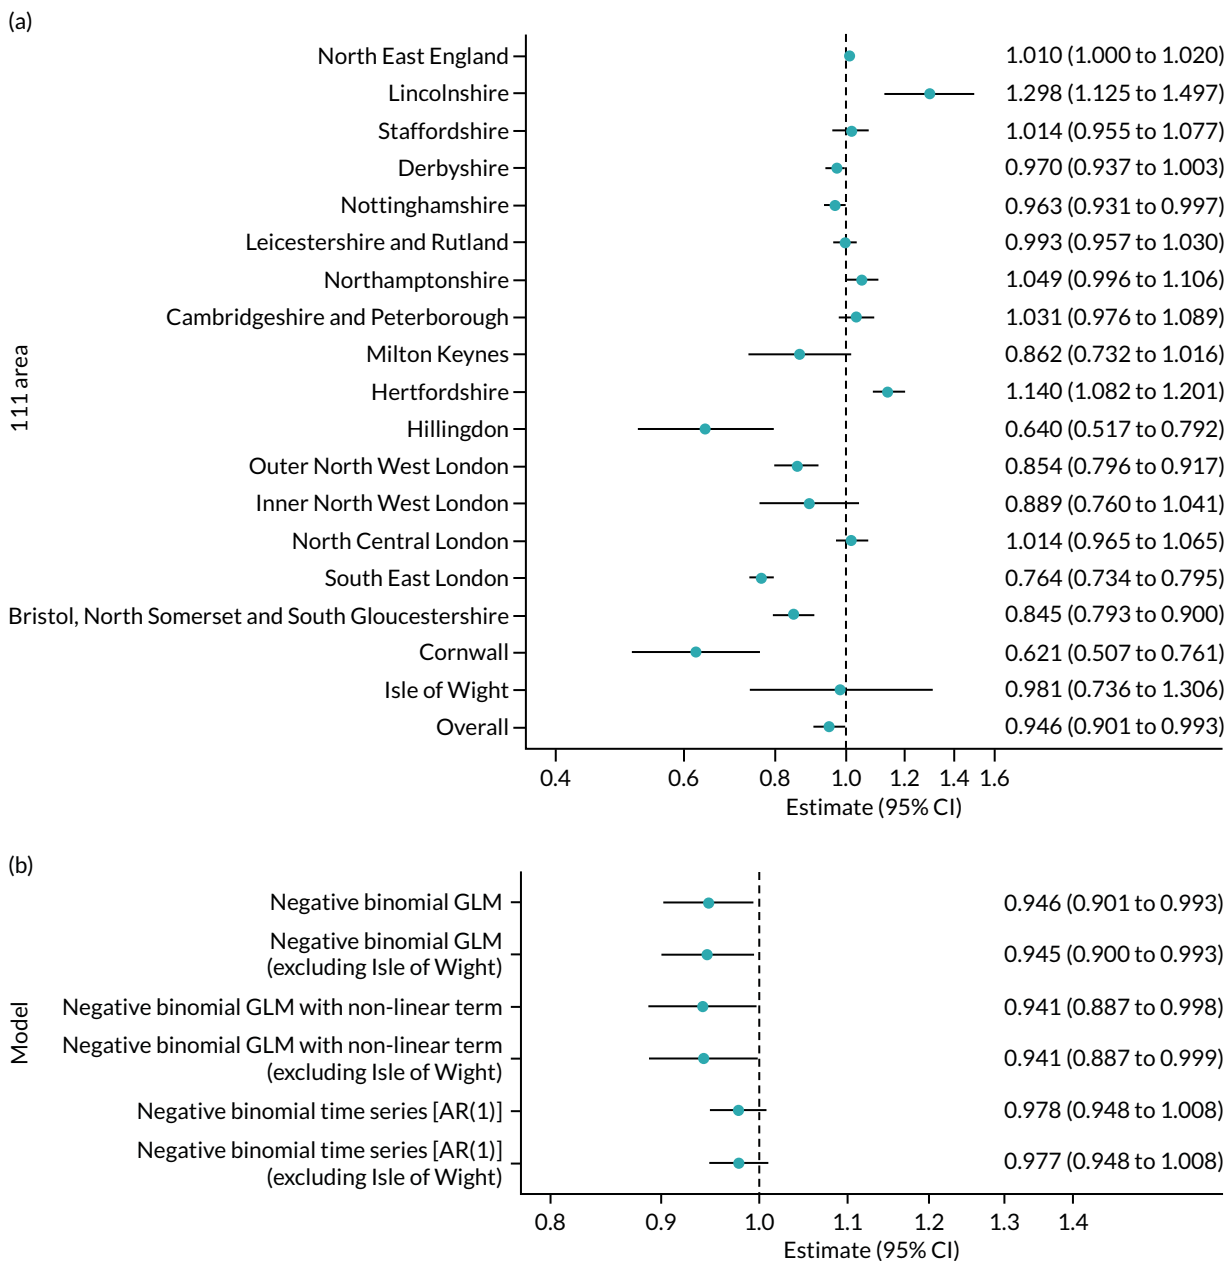 (a)
111 area
North East England 1.010 (1.000 to 1.020)
Lincolnshire 1.298 (1.125 to 1.497)
Staffordshire 1.014 (0.955 to 1.077)
Derbyshire 0.970 (0.937 to 1.003)
Nottinghamshire 0.963 (0.931 to 0.997)
Leicestershire and Rutland 0.993 (0.957 to 1.030)
Northamptonshire 1.049 (0.996 to 1.106)
Cambridgeshire and Peterborough 1.031 (0.976 to 1.089)
Milton Keynes 0.862 (0.732 to 1.016)
Hertfordshire 1.140 (1.082 to 1.201)
Hillingdon 0.640 (0.517 to 0.792)
Outer North West London 0.854 (0.796 to 0.917)
Inner North West London 0.889 (0.760 to 1.041)
North Central London 1.014 (0.965 to 1.065)
South East London 0.764 (0.734 to 0.795)
Bristol, North Somerset and South Gloucestershire 0.845 (0.793 to 0.900)
Cornwall 0.621 (0.507 to 0.761)
Isle of Wight 0.981 (0.736 to 1.306)
Overall 0.946 (0.901 to 0.993)
0.4 0.6 0.8 1.0 1.2 1.4 1.6
Estimate (95% CI)
(b)
Model
Negative binomial GLM 0.946 (0.901 to 0.993)
Negative binomial GLM
(excluding Isle of Wight) 0.945 (0.900 to 0.993)
Negative binomial GLM with non-linear term 0.941 (0.887 to 0.998)
Negative binomial GLM with non-linear term
(excluding Isle of Wight) 0.941 (0.887 to 0.999)
Negative binomial time series [AR(1)] 0.978 (0.948 to 1.008)
Negative binomial time series [AR(1)]
(excluding Isle of Wight) 0.977 (0.948 to 1.008)
0.8 0.9 1.0 1.1 1.2 1.3 1.4
Estimate (95% CI)